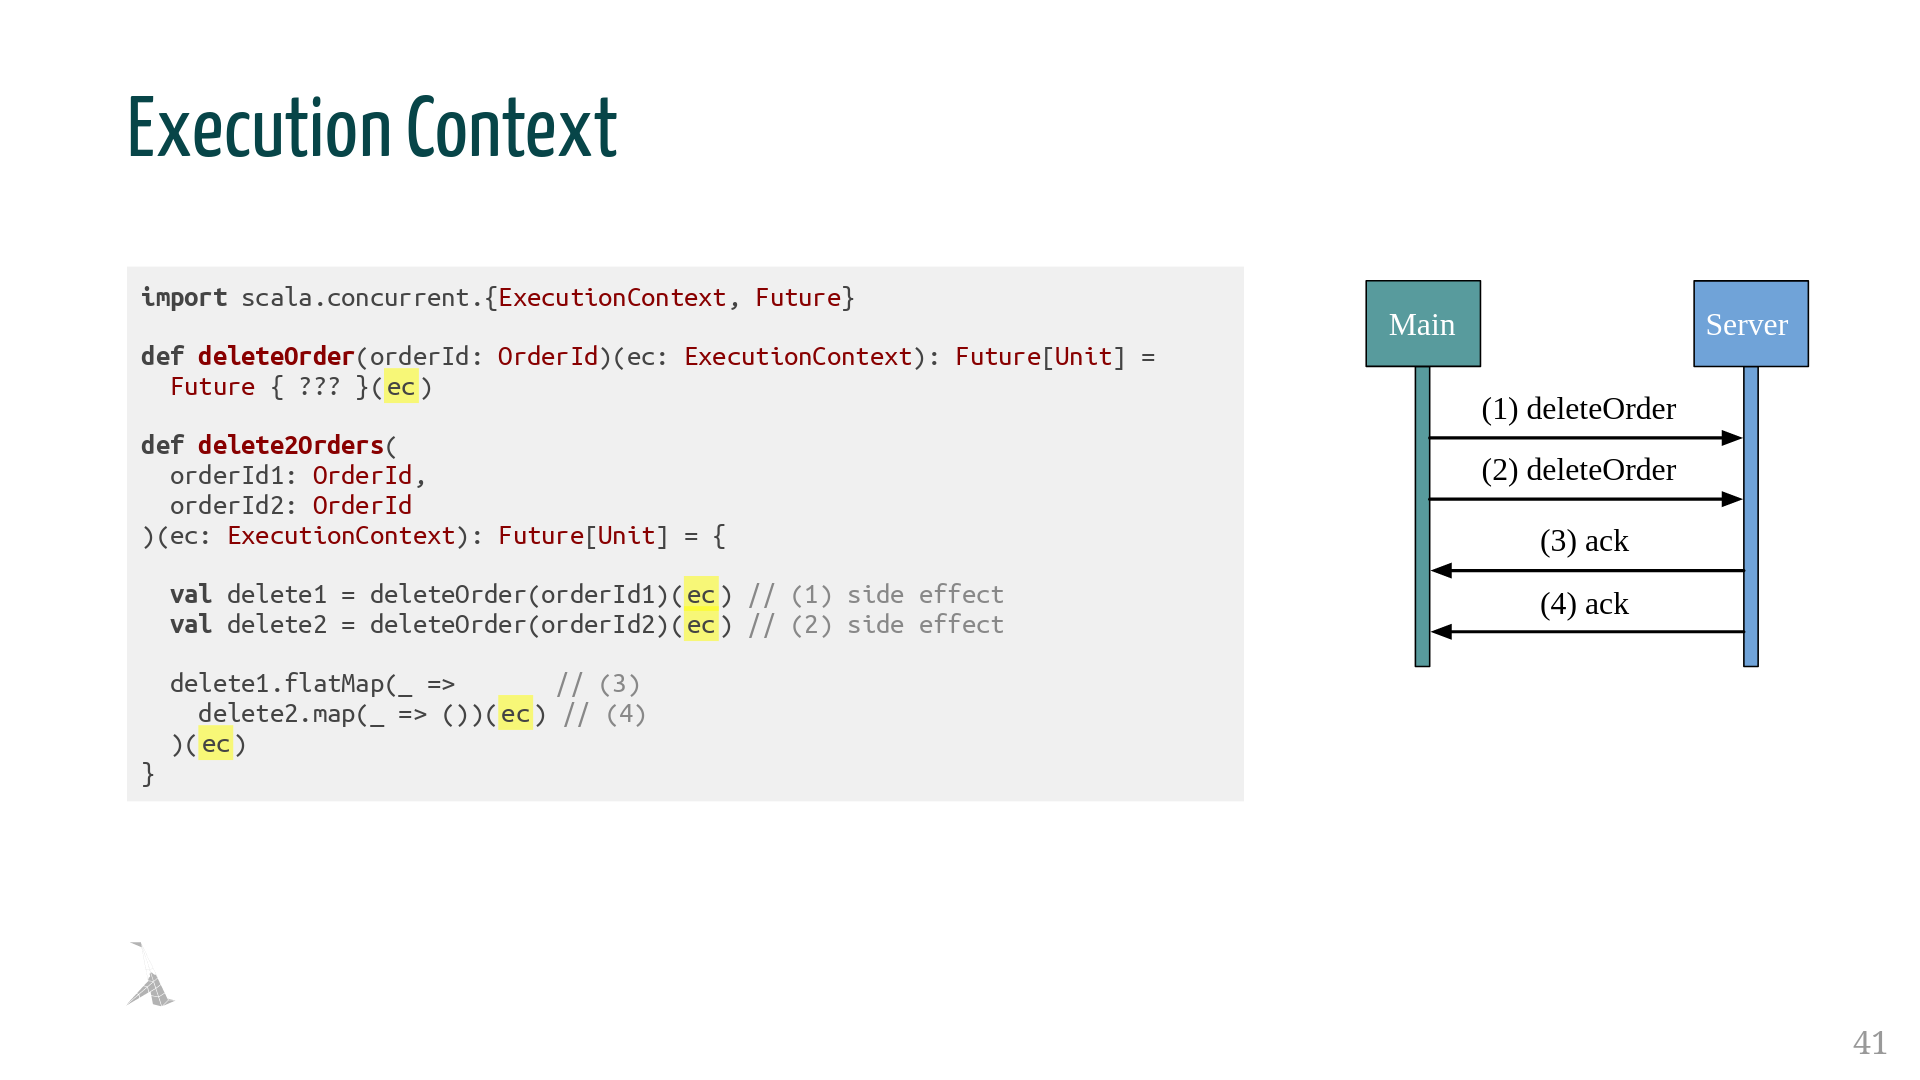 Execution Context
import scala.concurrent.{ExecutionContext, Future}
def deleteOrder(orderId: OrderId)(ec: ExecutionContext): Future[Unit] =
  Future { ??? }(ec)
def delete2Orders(
  orderId1: OrderId,
  orderId2: OrderId
)(ec: ExecutionContext): Future[Unit] = {
  val delete1 = deleteOrder(orderId1)(ec) // (1) side effect
  val delete2 = deleteOrder(orderId2)(ec) // (2) side effect
  delete1.flatMap(_ =>       // (3)
    delete2.map(_ => ())(ec) // (4)
  )(ec)
}
Main
Server
(1) deleteOrder
(2) deleteOrder
(3) ack
(4) ack
41